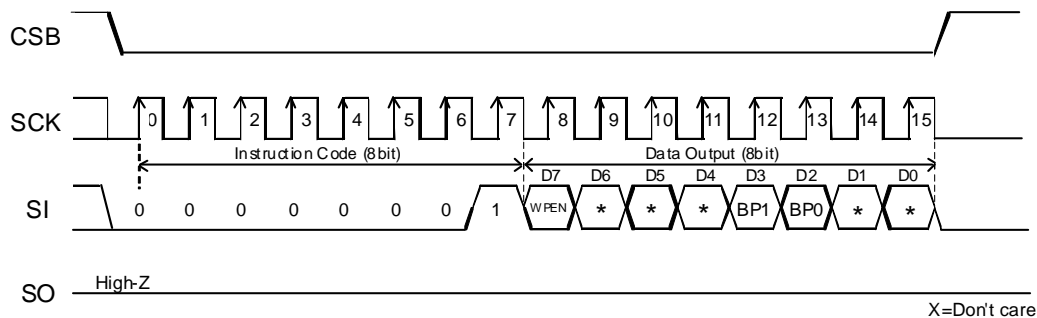 CSB
SCK
0 1 2 3 4 5 6 7 8 9 10 11 12 13 14 15
Instruction Code (8bit) Data Output (8bit)
D7 D6 D5 D4 D3 D2 D1 D0
SI 0 0 0 0 0 0 0 1 WPEN * * * BP1 BP0 * *
High-Z
SO
X=Don't care